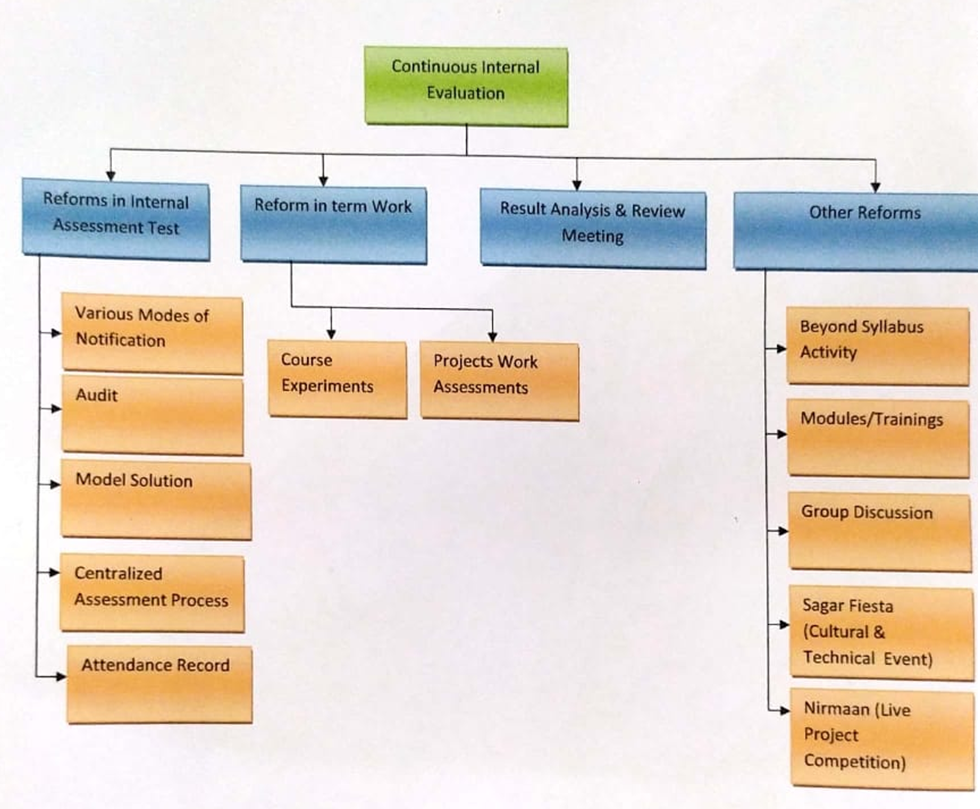 Continuous Internal
Evaluation
Reforms in Internal
Assessment Test
Reform in term Work
Result Analysis & Review
Meeting
Other Reforms
Various Modes of
Notification
Audit
Model Solution
Centralized
Assessment Process
Attendance Record
Course
Experiments
Projects Work
Assessments
Beyond Syllabus
Activity
Modules/Trainings
Group Discussion
Sagar Fiesta
(Cultural &
Technical Event)
Nirmaan (Live
Project
Competition)